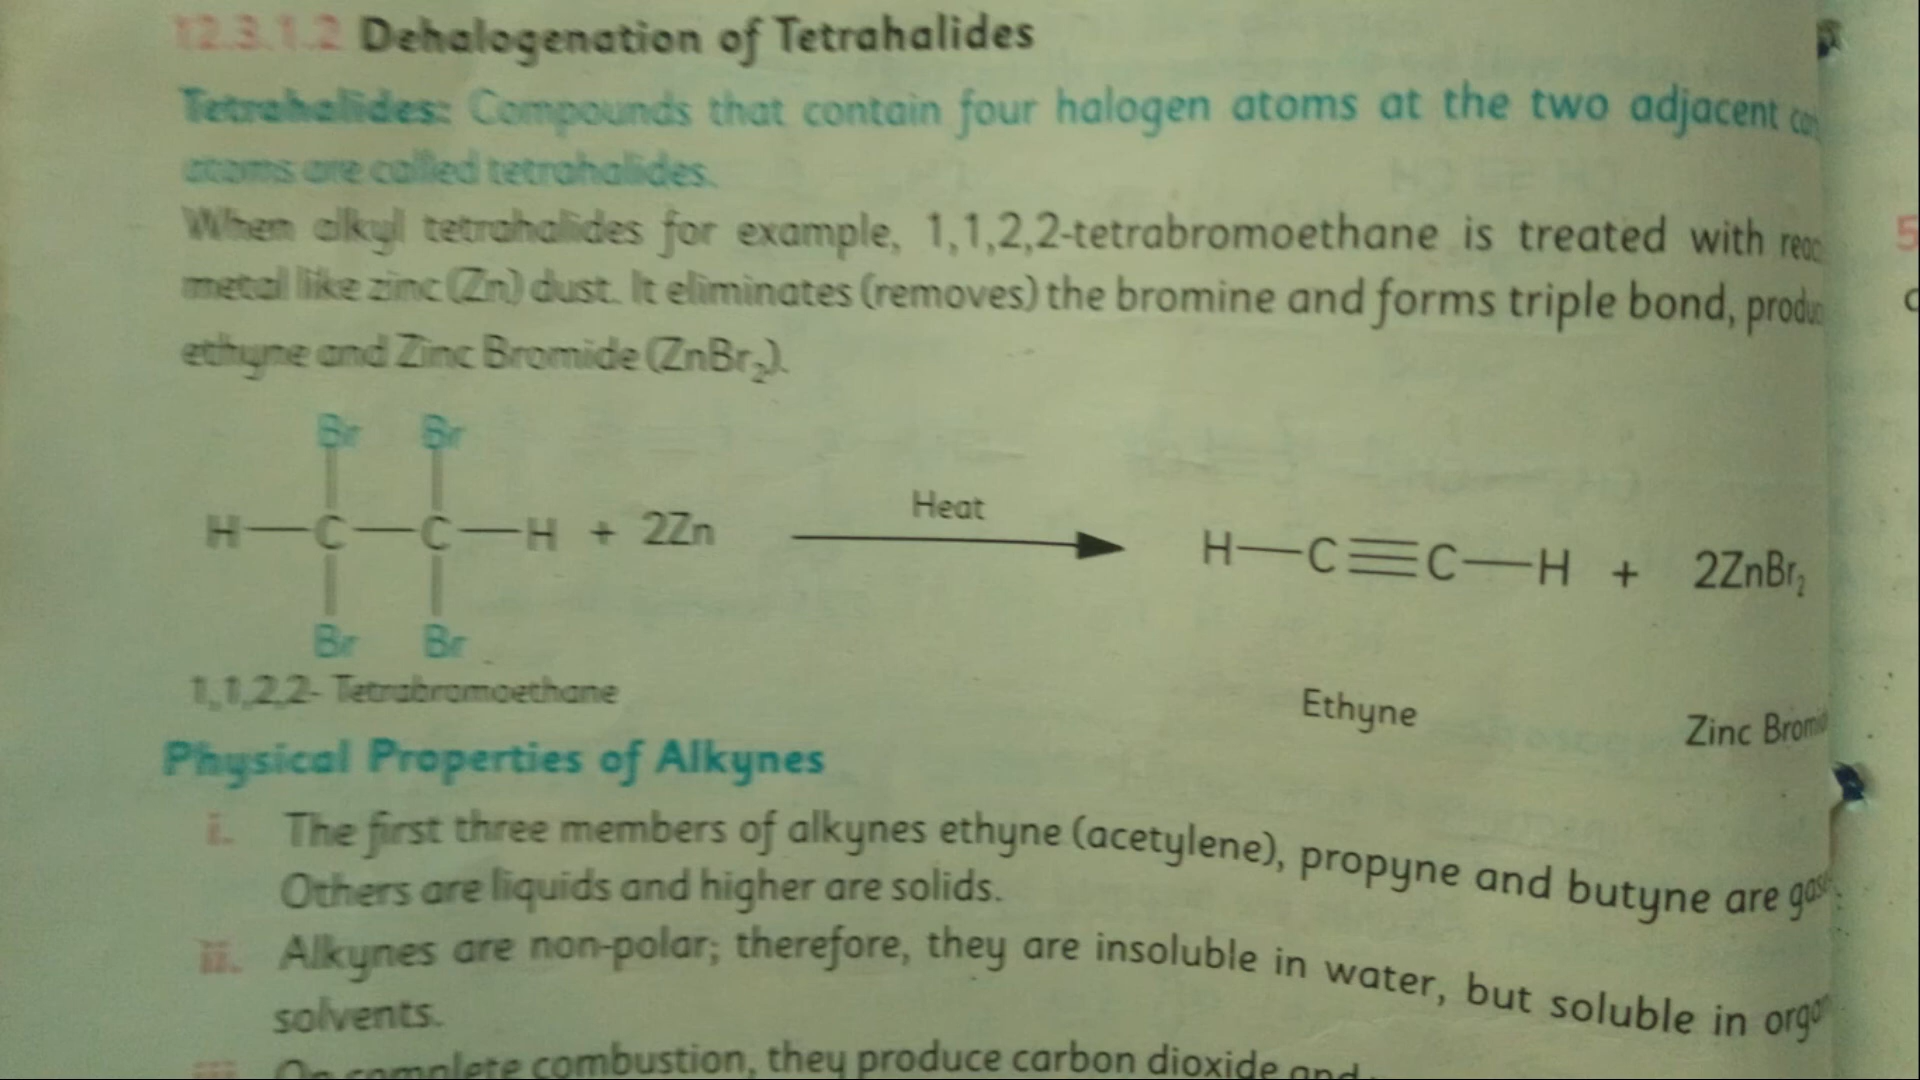 12.3.1.2 Dehalogenation of Tetrahalides
Tetrahalides: Compounds that contain four halogen atoms at the two adjacent
atoms are called tetrahalides.
When alkyl tetrahalides for example, 1,1,2,2-tetrabromoethane is treated with
metal like zinc (Zn) dust. It eliminates (removes) the bromine and forms triple bond,
ethyne and Zinc Bromide (ZnBr₂).
Br Br
H—C—C—H + 2Zn
Heat
H—C≡C—H + 2ZnBr₂
Br Br
1,1,2,2- Tetrabromoethane
Ethyne
Zinc
Physical Properties of Alkynes
i. The first three members of alkynes ethyne (acetylene), propyne and butyne are
Others are liquids and higher are solids.
ii. Alkynes are non-polar; therefore, they are insoluble in water, but soluble in
solvents.
iii. On complete combustion, they produce carbon dioxide and
5